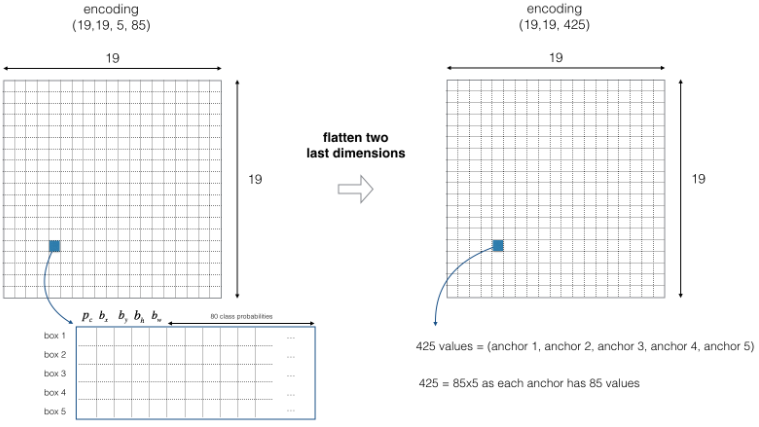 encoding
(19,19, 5, 85)
19
19
p_c b_x b_y b_h b_w
80 class probabilities
box 1 ...
box 2 ...
box 3 ...
box 4 ...
box 5 ...
flatten two
last dimensions
encoding
(19,19, 425)
19
19
425 values = (anchor 1, anchor 2, anchor 3, anchor 4, anchor 5)
425 = 85x5 as each anchor has 85 values